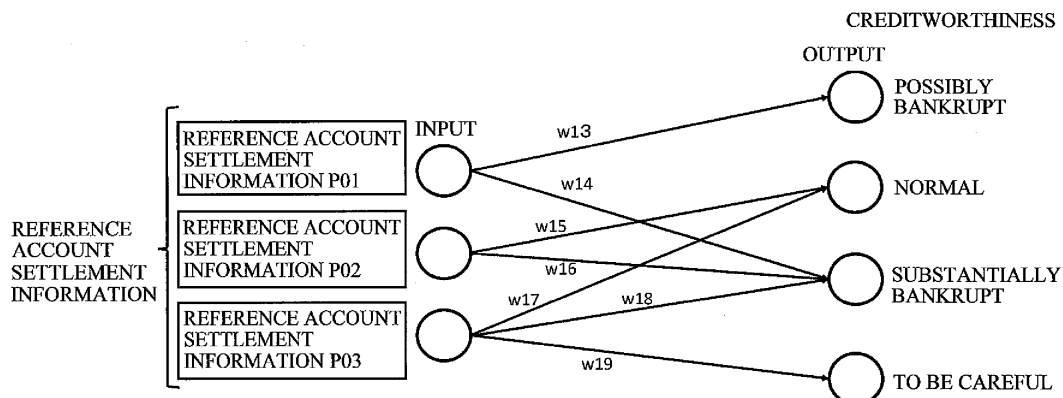 CREDITWORTHINESS
OUTPUT
POSSIBLY
BANKRUPT
INPUT
w13
REFERENCE ACCOUNT
SETTLEMENT
INFORMATION P01
w14
NORMAL
REFERENCE
ACCOUNT
SETTLEMENT
INFORMATION
REFERENCE ACCOUNT
SETTLEMENT
INFORMATION P02
w15
w16
w17
w18
SUBSTANTIALLY
BANKRUPT
REFERENCE ACCOUNT
SETTLEMENT
INFORMATION P03
w19
TO BE CAREFUL